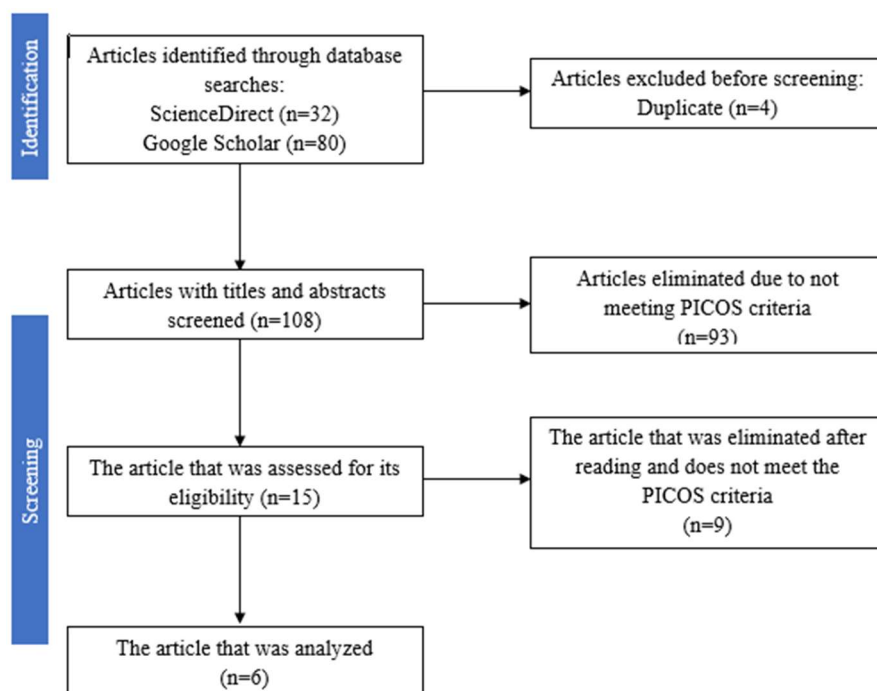 Identification
Articles identified through database
searches:
ScienceDirect (n=32)
Google Scholar (n=80)
Articles excluded before screening:
Duplicate (n=4)
Screening
Articles with titles and abstracts
screened (n=108)
Articles eliminated due to not
meeting PICOS criteria
(n=93)
The article that was assessed for its
eligibility (n=15)
The article that was eliminated after
reading and does not meet the
PICOS criteria
(n=9)
The article that was analyzed
(n=6)